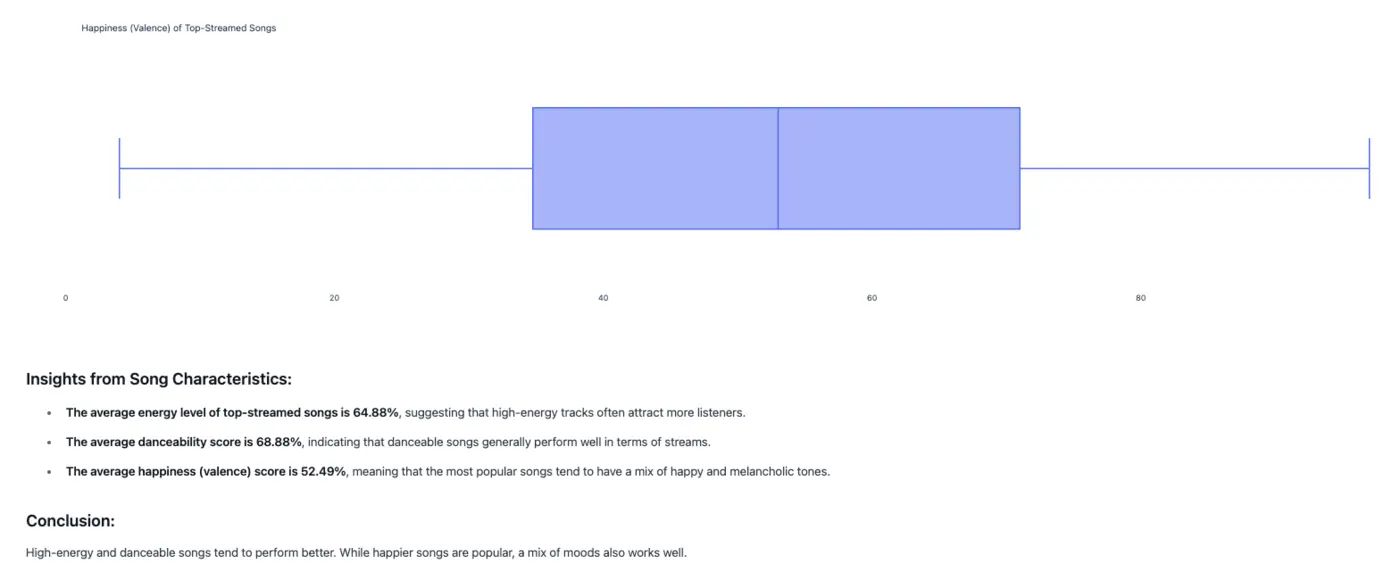 Happiness (Valence) of Top-Streamed Songs
0 20 40 60 80
Insights from Song Characteristics:
• The average energy level of top-streamed songs is 64.88%, suggesting that high-energy tracks often attract more listeners.
• The average danceability score is 68.88%, indicating that danceable songs generally perform well in terms of streams.
• The average happiness (valence) score is 52.49%, meaning that the most popular songs tend to have a mix of happy and melancholic tones.
Conclusion:
High-energy and danceable songs tend to perform better. While happier songs are popular, a mix of moods also works well.